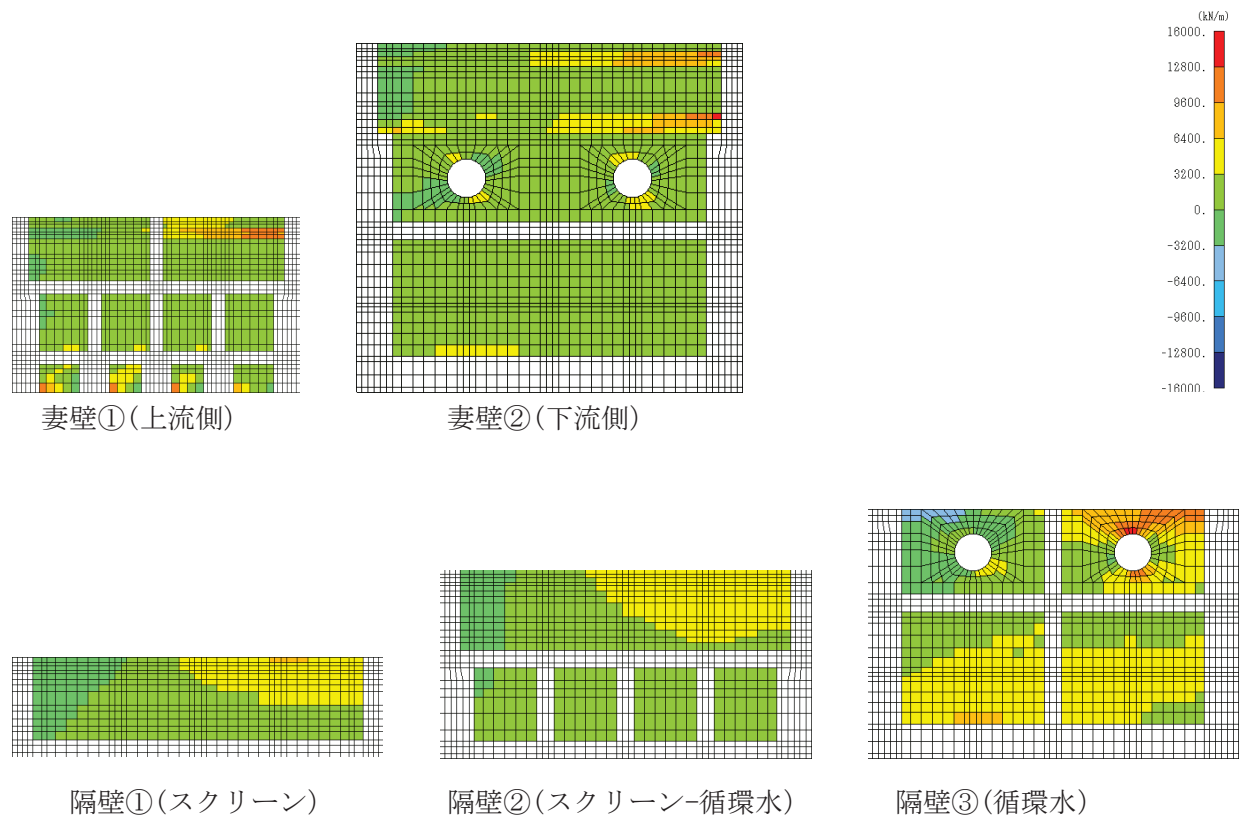 (kN/m)
16000.
12800.
9600.
6400.
3200.
0.
-3200.
-6400.
-9600.
-12800.
-16000.
妻壁①(上流側)
妻壁②(下流側)
隔壁①(スクリーン)
隔壁②(スクリーン-循環水)
隔壁③(循環水)